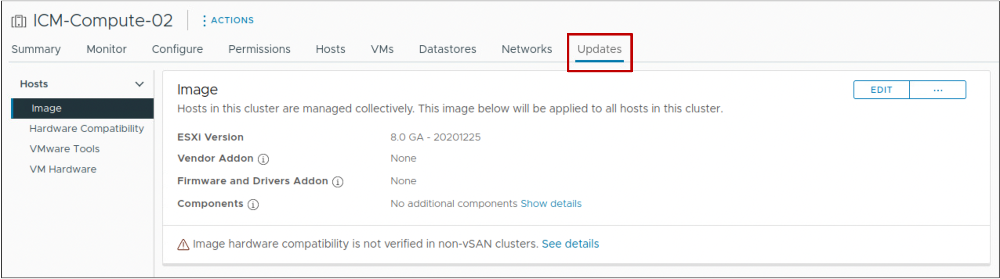 ICM-Compute-02 ACTIONS
Summary Monitor Configure Permissions Hosts VMs Datastores Networks Updates
Hosts
Image
Hardware Compatibility
VMware Tools
VM Hardware
Image
EDIT ...
Hosts in this cluster are managed collectively. This image below will be applied to all hosts in this cluster.
ESXi Version 8.0 GA - 20201225
Vendor Addon None
Firmware and Drivers Addon None
Components No additional components Show details
Image hardware compatibility is not verified in non-vSAN clusters. See details